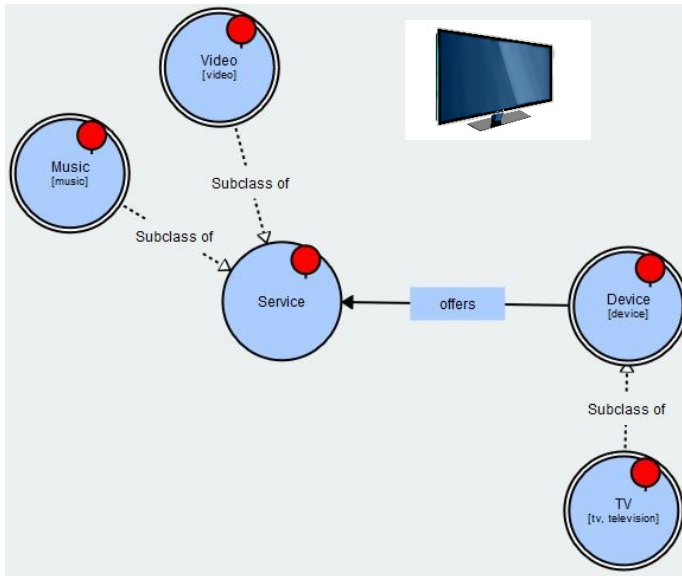 Video
[video]
Music
[music]
Subclass of
Subclass of
Service
offers
Device
[device]
Subclass of
TV
[tv, television]